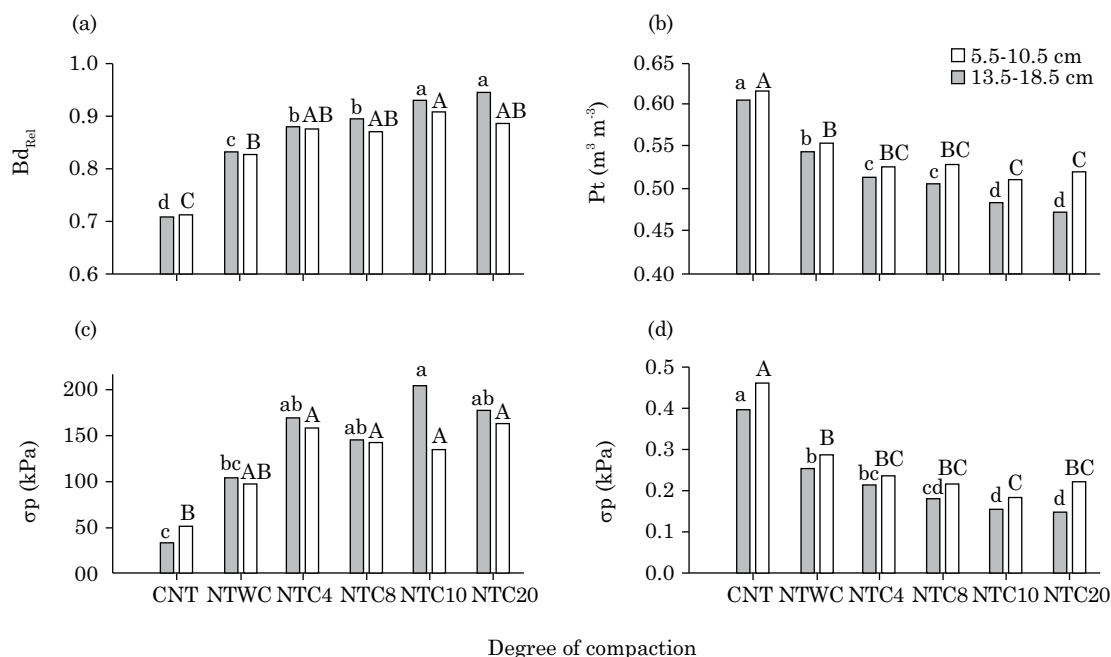 (a)
Bd_Rel
1.0
0.9
0.8
0.7
0.6
d C
c B
b AB
b AB
a A
a AB
(b)
Pt (m³ m⁻³)
0.65
0.60
0.55
0.50
0.45
0.40
5.5-10.5 cm
13.5-18.5 cm
a A
b B
c BC
c BC
d C
d C
(c)
σp (kPa)
200
150
100
50
00
c B
bc AB
ab A
ab A
a A
ab A
CNT NTWC NTC4 NTC8 NTC10 NTC20
(d)
σp (kPa)
0.5
0.4
0.3
0.2
0.1
0.0
a A
b B
bc BC
cd BC
d C
d BC
CNT NTWC NTC4 NTC8 NTC10 NTC20
Degree of compaction